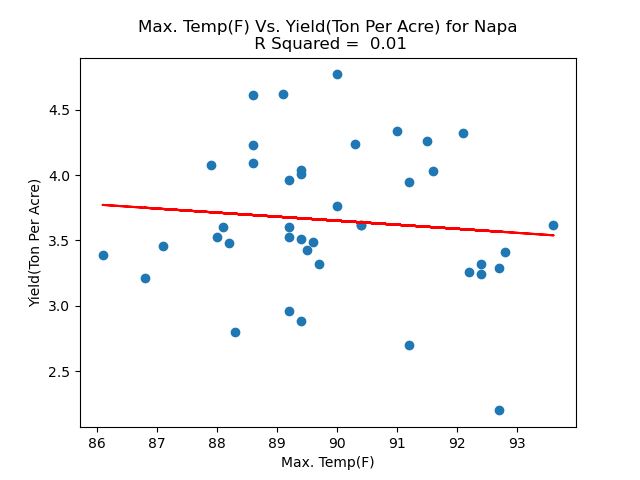 Max. Temp(F) Vs. Yield(Ton Per Acre) for Napa
R Squared =  0.01
4.5
4.0
3.5
3.0
2.5
Yield(Ton Per Acre)
86 87 88 89 90 91 92 93
Max. Temp(F)